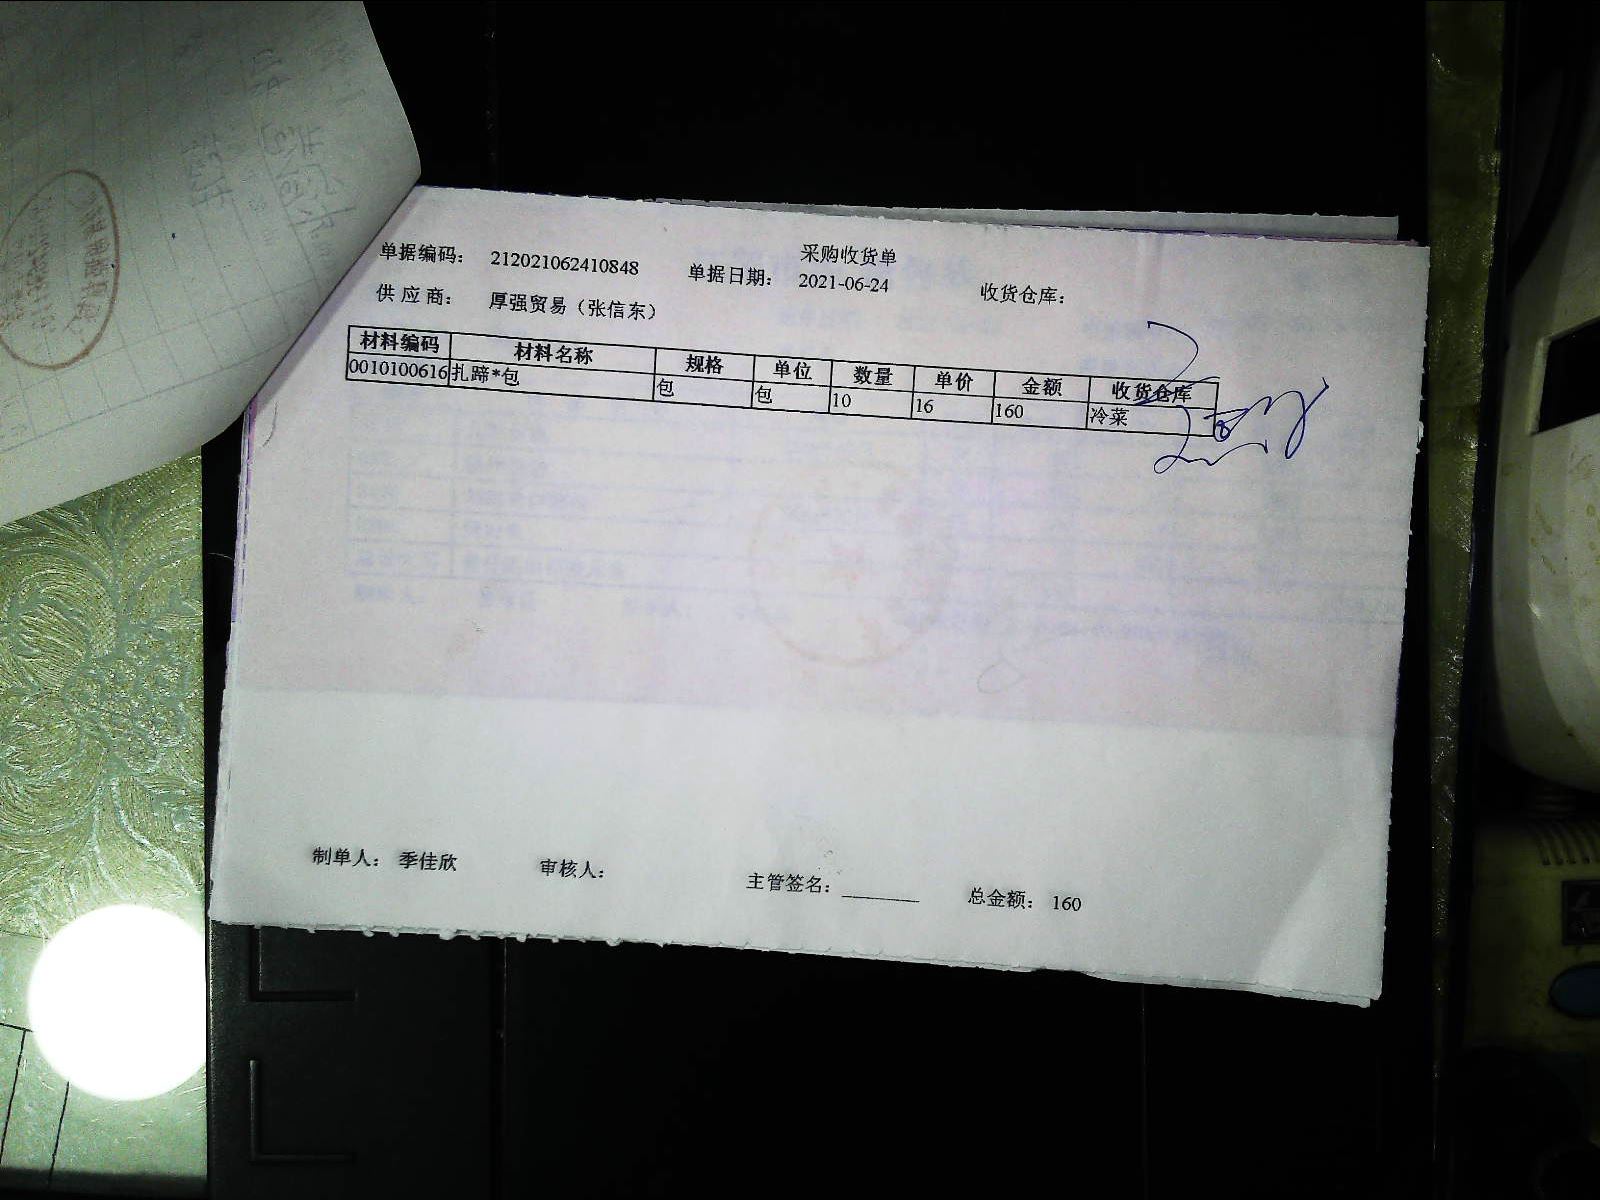 采购收货单
单据编码： 212021062410848 单据日期： 2021-06-24 收货仓库：
供应商： 厚强贸易（张信东）
材料编码 材料名称 规格 单位 数量 单价 金额 收货仓库
0010100616 扎蹄*包 包 包 10 16 160 冷菜
制单人： 季佳欣 审核人： 主管签名： 总金额： 160